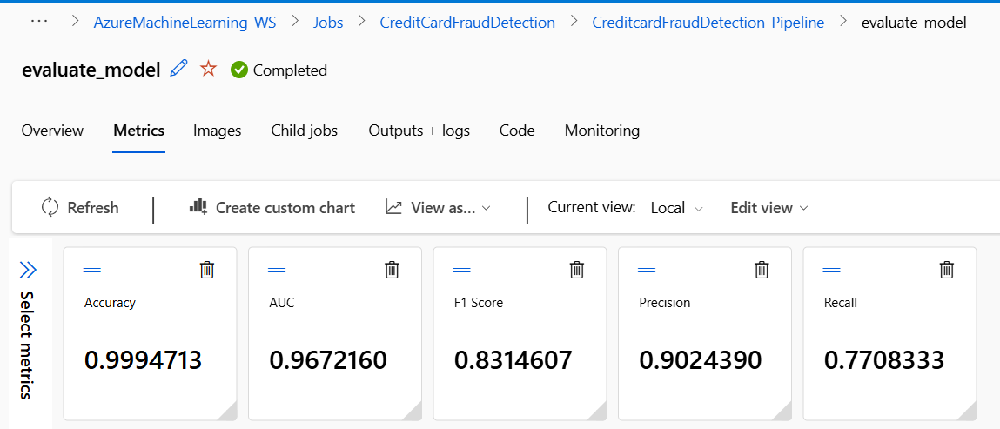 ··· > AzureMachineLearning_WS > Jobs > CreditCardFraudDetection > CreditcardFraudDetection_Pipeline > evaluate_model
evaluate_model Completed
Overview Metrics Images Child jobs Outputs + logs Code Monitoring
Refresh | Create custom chart View as... | Current view: Local Edit view
Select metrics
Accuracy AUC F1 Score Precision Recall
0.9994713 0.9672160 0.8314607 0.9024390 0.7708333